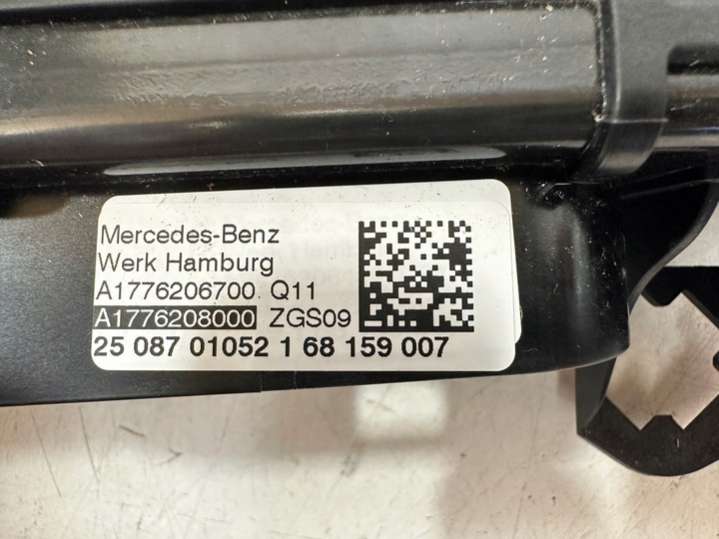 Mercedes-Benz
Werk Hamburg
A1776206700 Q11
A1776208000 ZGS09
25 087 01052 1 68 159 007